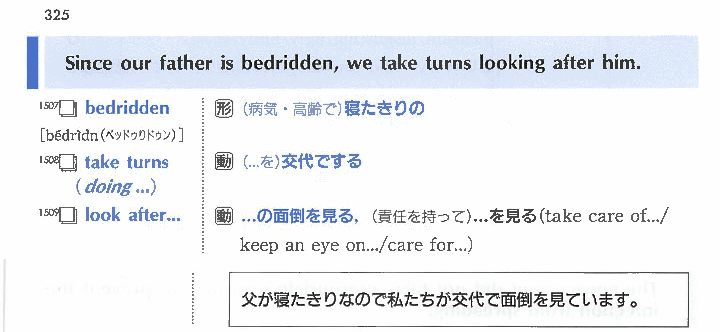 325
Since our father is bedridden, we take turns looking after him.
1507 bedridden 形 (病気・高齢で)寝たきりの
[bédrìdn(ベッドゥリドゥン)]
1508 take turns 動 (...を)交代でする
(doing ...)
1509 look after... 動 ...の面倒を見る, (責任を持って)...を見る(take care of.../
keep an eye on.../care for...)
父が寝たきりなので私たちが交代で面倒を見ています。